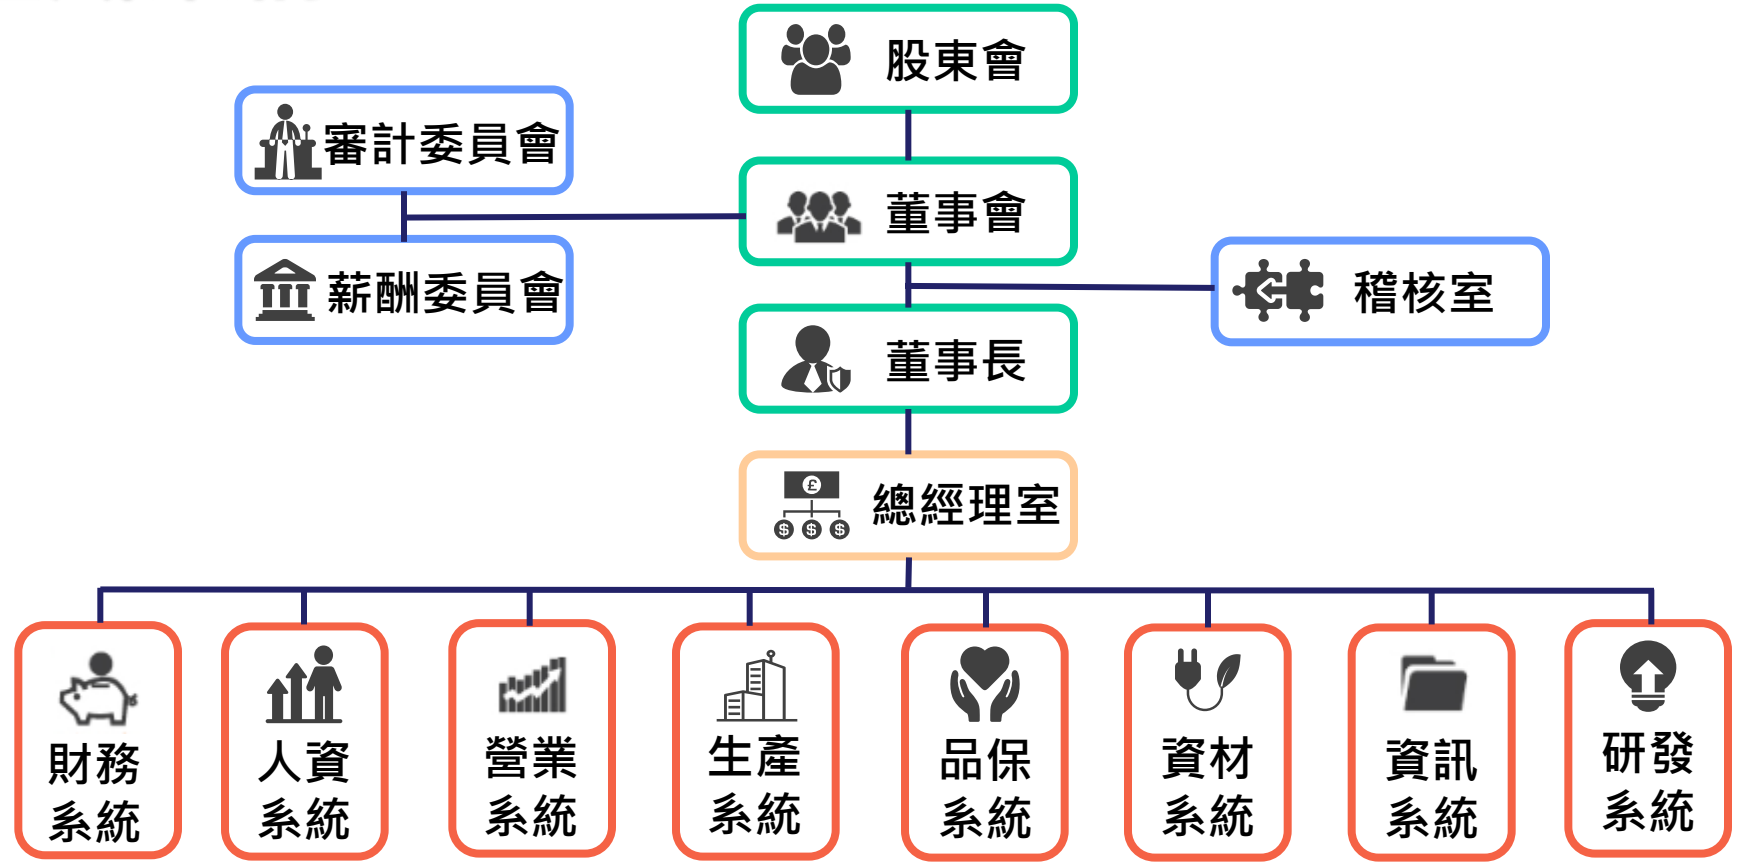 股東會
審計委員會
董事會
薪酬委員會
稽核室
董事長
總經理室
財務
系統
人資
系統
營業
系統
生產
系統
品保
系統
資材
系統
資訊
系統
研發
系統